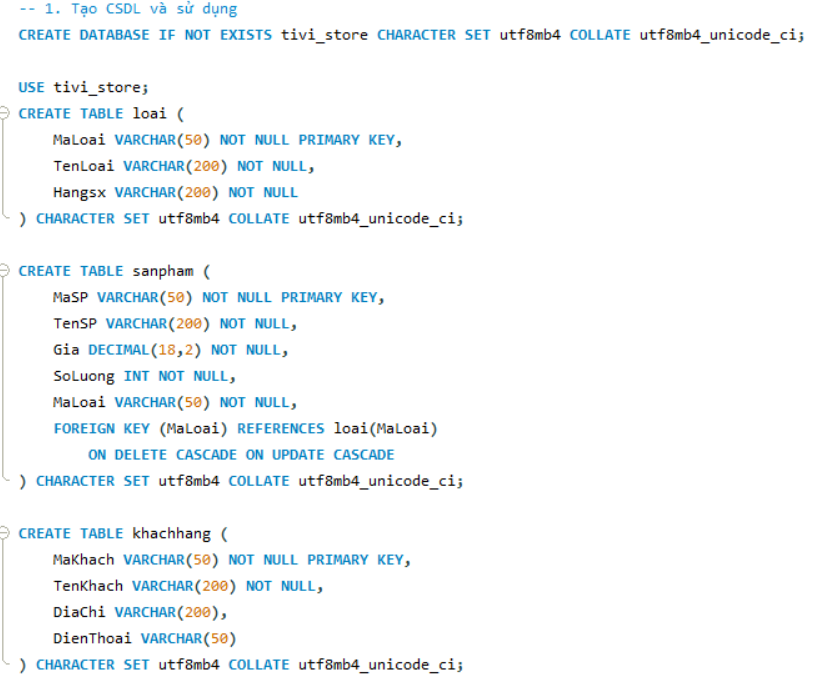 -- 1. Tạo CSDL và sử dụng
CREATE DATABASE IF NOT EXISTS tivi_store CHARACTER SET utf8mb4 COLLATE utf8mb4_unicode_ci;
USE tivi_store;
CREATE TABLE loai (
MaLoai VARCHAR(50) NOT NULL PRIMARY KEY,
TenLoai VARCHAR(200) NOT NULL,
Hangsx VARCHAR(200) NOT NULL
) CHARACTER SET utf8mb4 COLLATE utf8mb4_unicode_ci;
CREATE TABLE sanpham (
MaSP VARCHAR(50) NOT NULL PRIMARY KEY,
TenSP VARCHAR(200) NOT NULL,
Gia DECIMAL(18,2) NOT NULL,
SoLuong INT NOT NULL,
MaLoai VARCHAR(50) NOT NULL,
FOREIGN KEY (MaLoai) REFERENCES loai(MaLoai)
ON DELETE CASCADE ON UPDATE CASCADE
) CHARACTER SET utf8mb4 COLLATE utf8mb4_unicode_ci;
CREATE TABLE khachhang (
MaKhach VARCHAR(50) NOT NULL PRIMARY KEY,
TenKhach VARCHAR(200) NOT NULL,
DiaChi VARCHAR(200),
DienThoai VARCHAR(50)
) CHARACTER SET utf8mb4 COLLATE utf8mb4_unicode_ci;